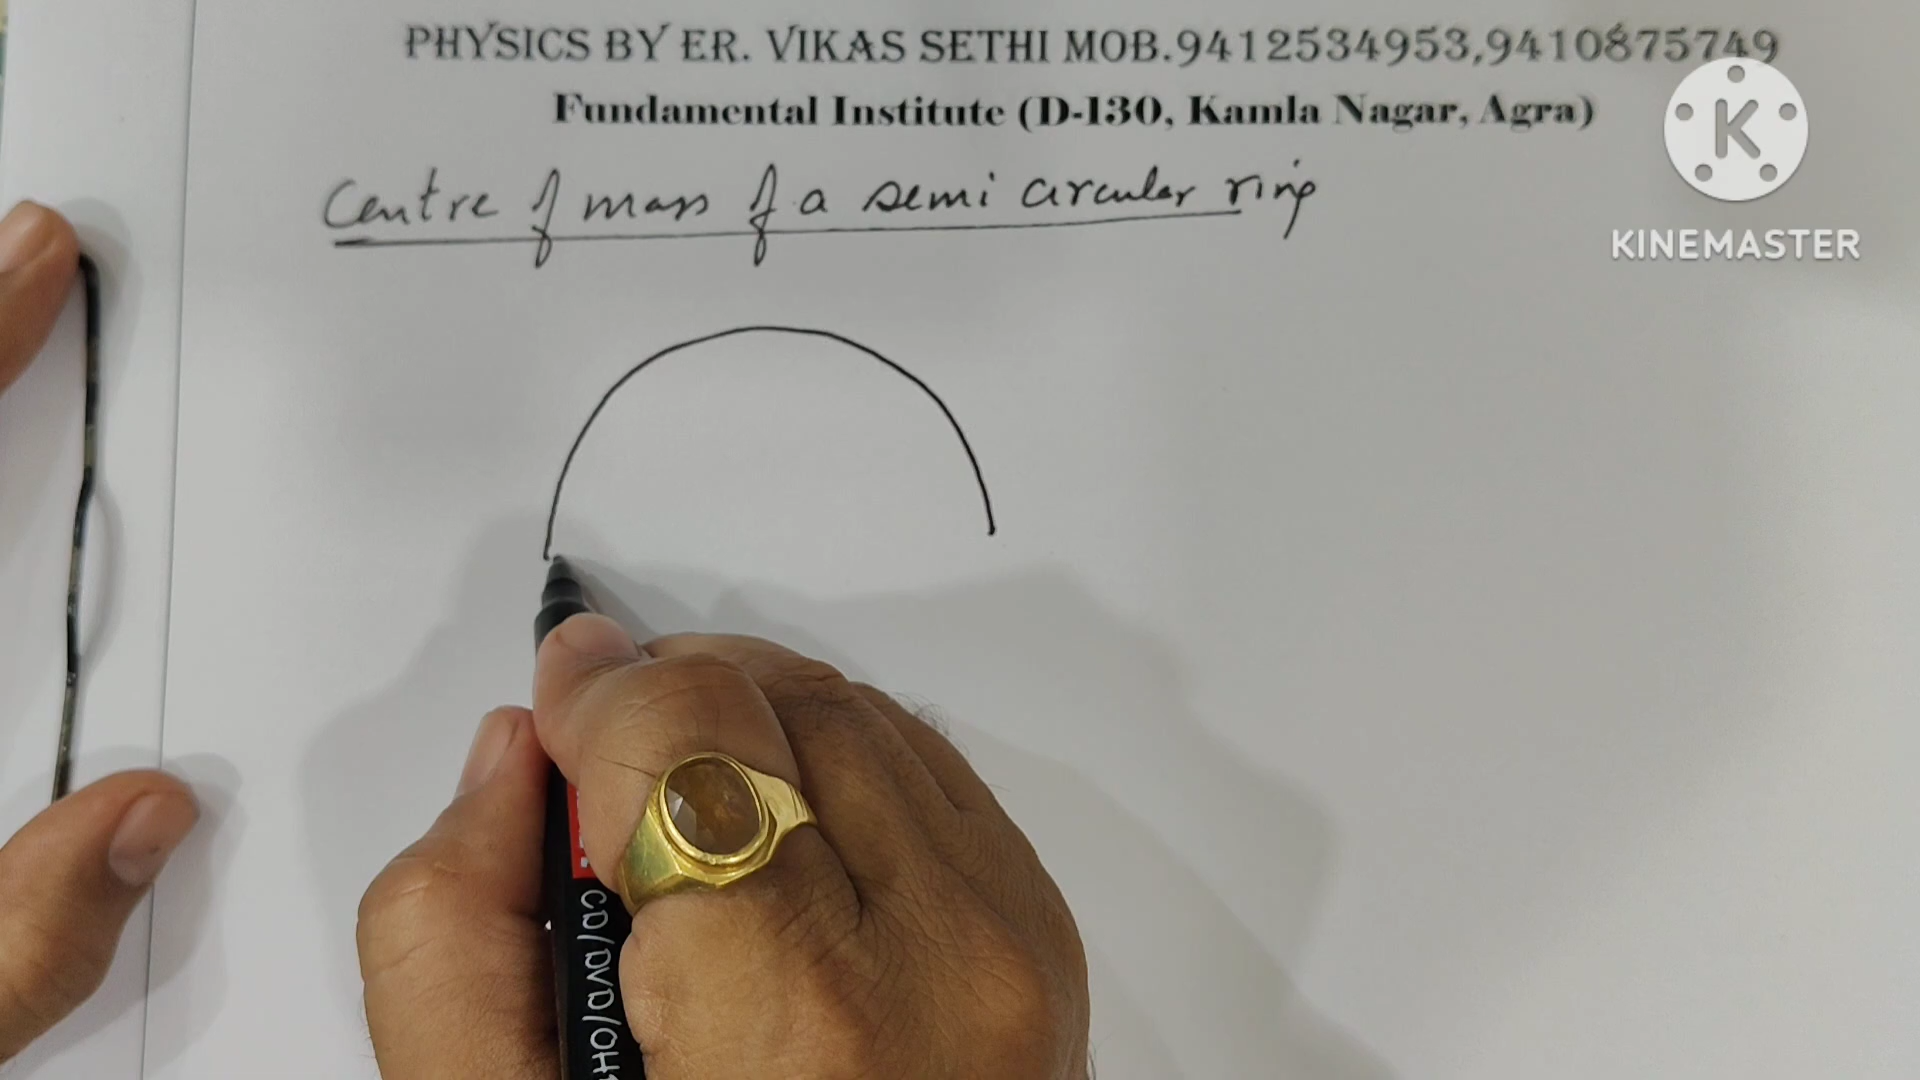 PHYSICS BY ER. VIKAS SETHI MOB.9412534953,9410875749
Fundamental Institute (D-130, Kamla Nagar, Agra)
Centre of mass of a semi circular ring
K
KINEMASTER
CD/DVD/OH